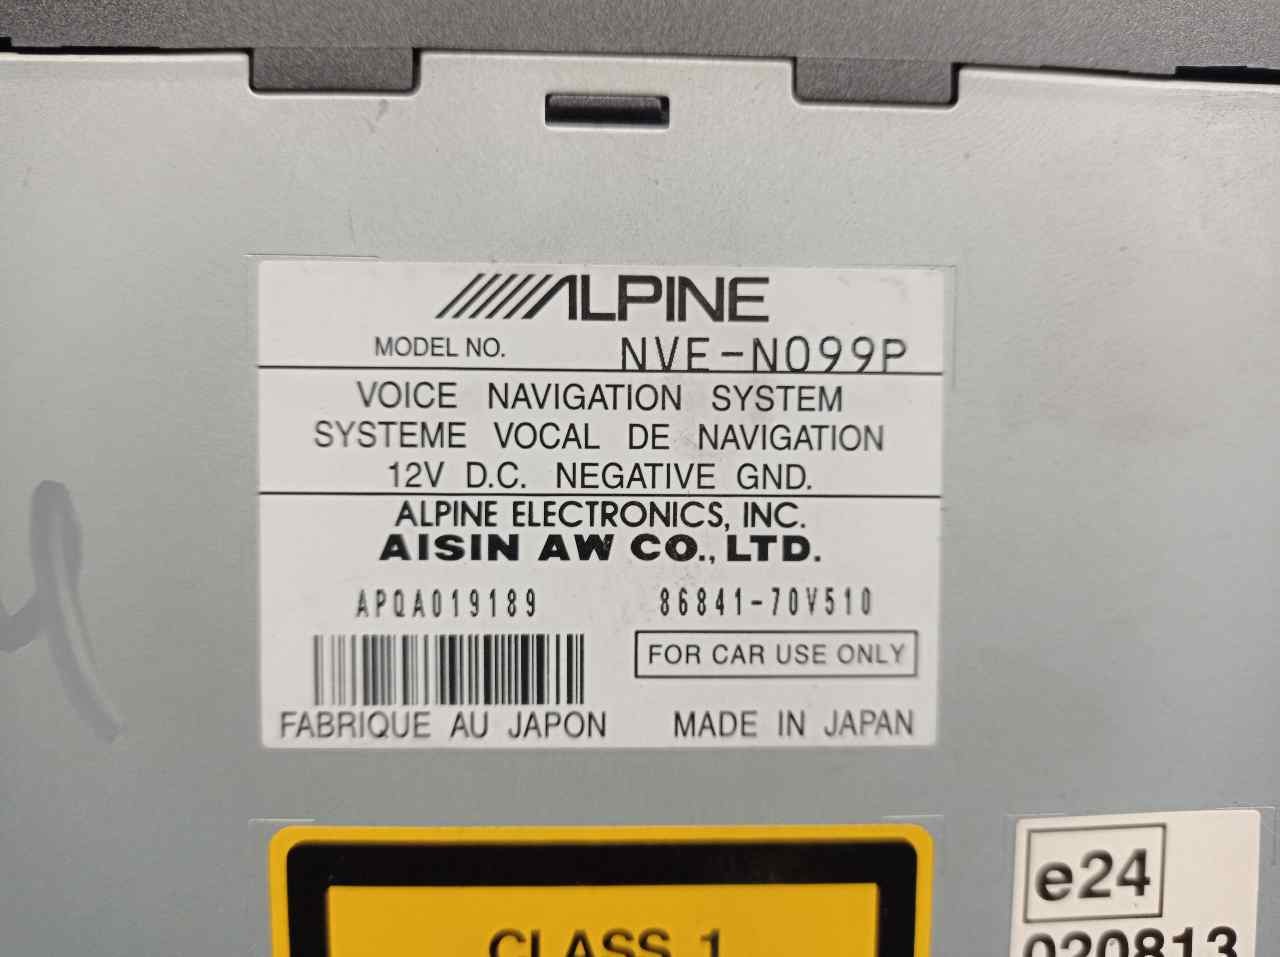 ALPINE
MODEL NO. NVE-N099P
VOICE NAVIGATION SYSTEM
SYSTEME VOCAL DE NAVIGATION
12V D.C. NEGATIVE GND.
ALPINE ELECTRONICS, INC.
AISIN AW CO., LTD.
APQA019189 86841-70V510
FOR CAR USE ONLY
FABRIQUE AU JAPON MADE IN JAPAN
CLASS 1
e24
020813